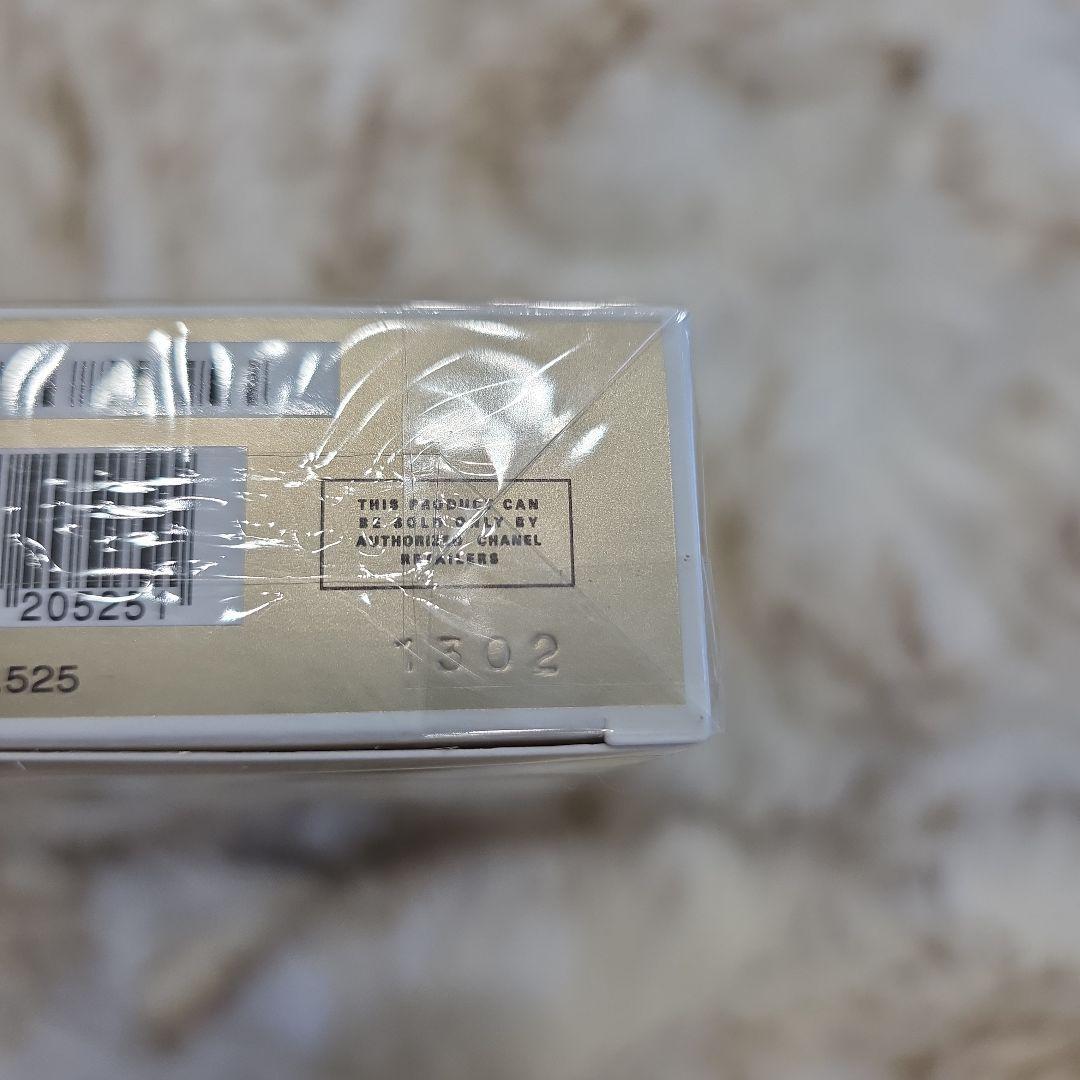 THIS PRODUCT CAN
BE SOLD ONLY BY
AUTHORIZED CHANEL
RETAILERS
205251
.525
1302